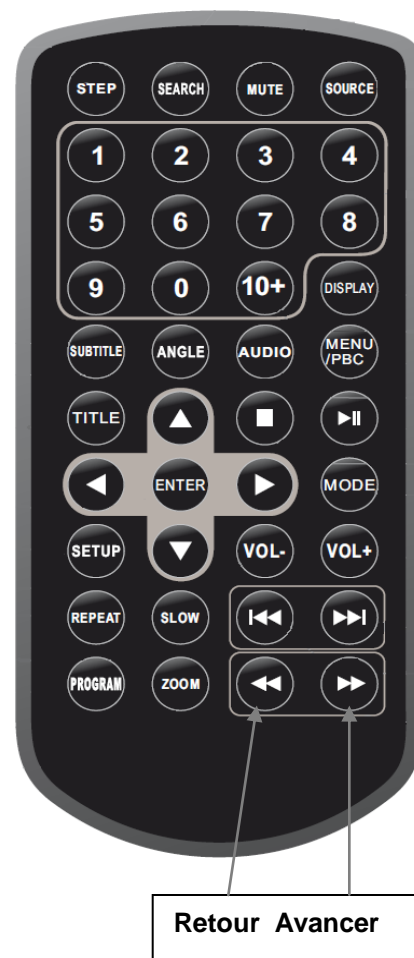 STEP SEARCH MUTE SOURCE
1 2 3 4
5 6 7 8
9 0 10+ DISPLAY
SUBTITLE ANGLE AUDIO MENU
/PBC
TITLE
ENTER MODE
SETUP VOL- VOL+
REPEAT SLOW
PROGRAM ZOOM
Retour Avancer